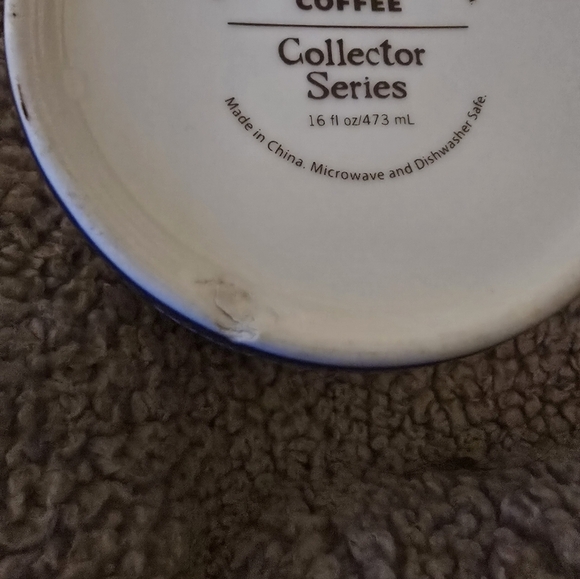 COFFEE
Collector
Series
16 fl oz/473 mL
Made in China. Microwave and Dishwasher Safe.